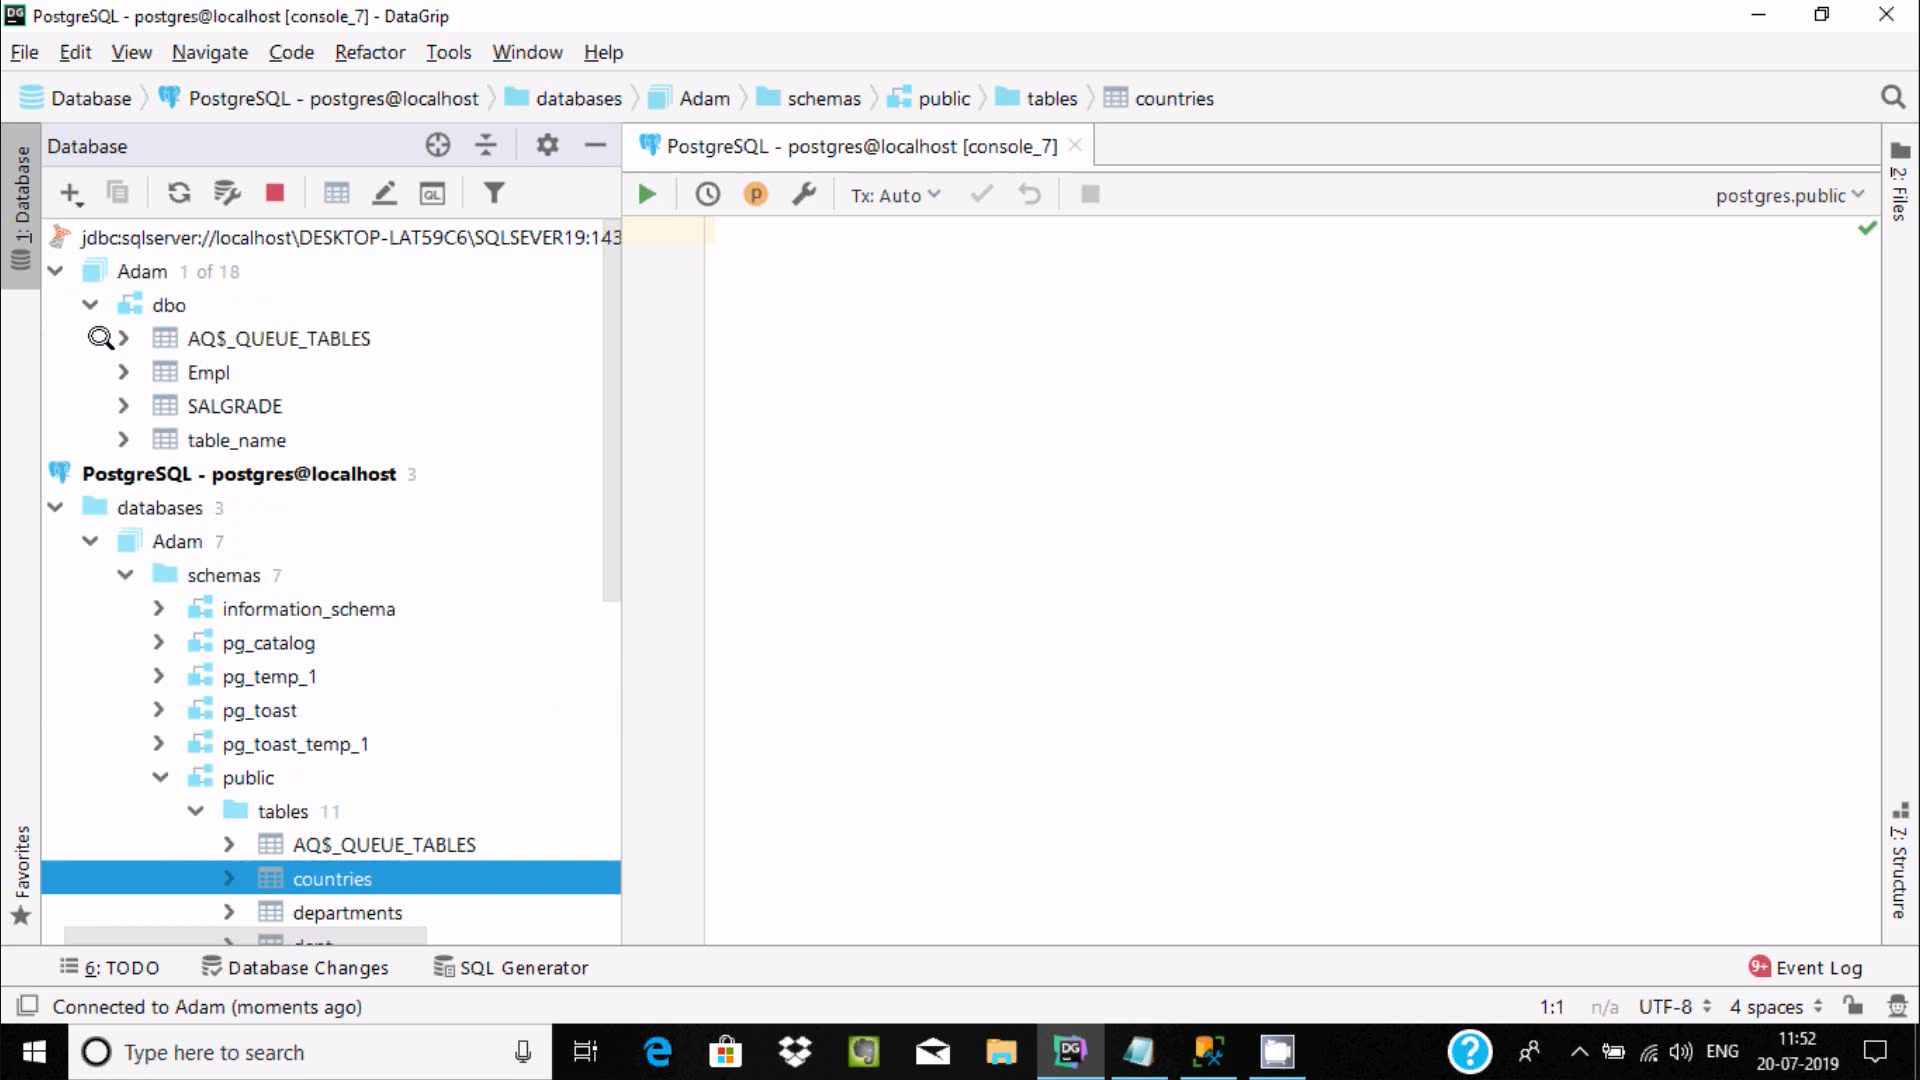 DG PostgreSQL - postgres@localhost [console_7] - DataGrip
File Edit View Navigate Code Refactor Tools Window Help
Database PostgreSQL - postgres@localhost databases Adam schemas public tables countries
1: Database
Database
PostgreSQL - postgres@localhost [console_7]
2: Files
QL
p
Tx: Auto
postgres.public
jdbc:sqlserver://localhost\DESKTOP-LAT59C6\SQLSEVER19:143
Adam 1 of 18
dbo
AQ$_QUEUE_TABLES
Empl
SALGRADE
table_name
PostgreSQL - postgres@localhost 3
databases 3
Adam 7
schemas 7
information_schema
pg_catalog
pg_temp_1
pg_toast
pg_toast_temp_1
public
tables 11
AQ$_QUEUE_TABLES
countries
departments
Favorites
7: Structure
6: TODO Database Changes SQL Generator
9+ Event Log
Connected to Adam (moments ago)
1:1 n/a UTF-8 4 spaces
Type here to search
DG
?
ENG
11:52
20-07-2019